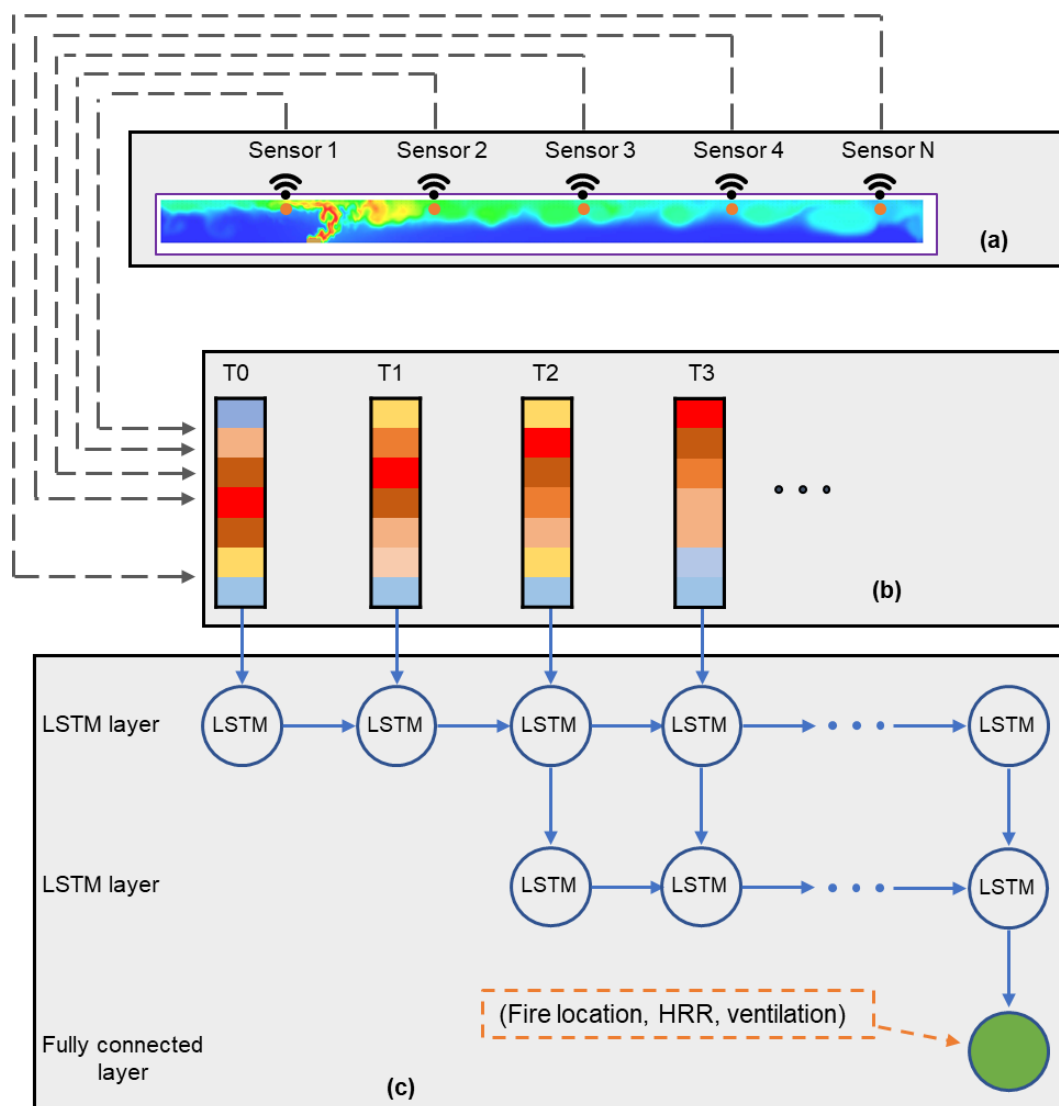 Sensor 1 Sensor 2 Sensor 3 Sensor 4 Sensor N
(a)
T0 T1 T2 T3
(b)
LSTM layer LSTM LSTM LSTM LSTM LSTM
LSTM layer LSTM LSTM LSTM
(Fire location, HRR, ventilation)
Fully connected
layer
(c)